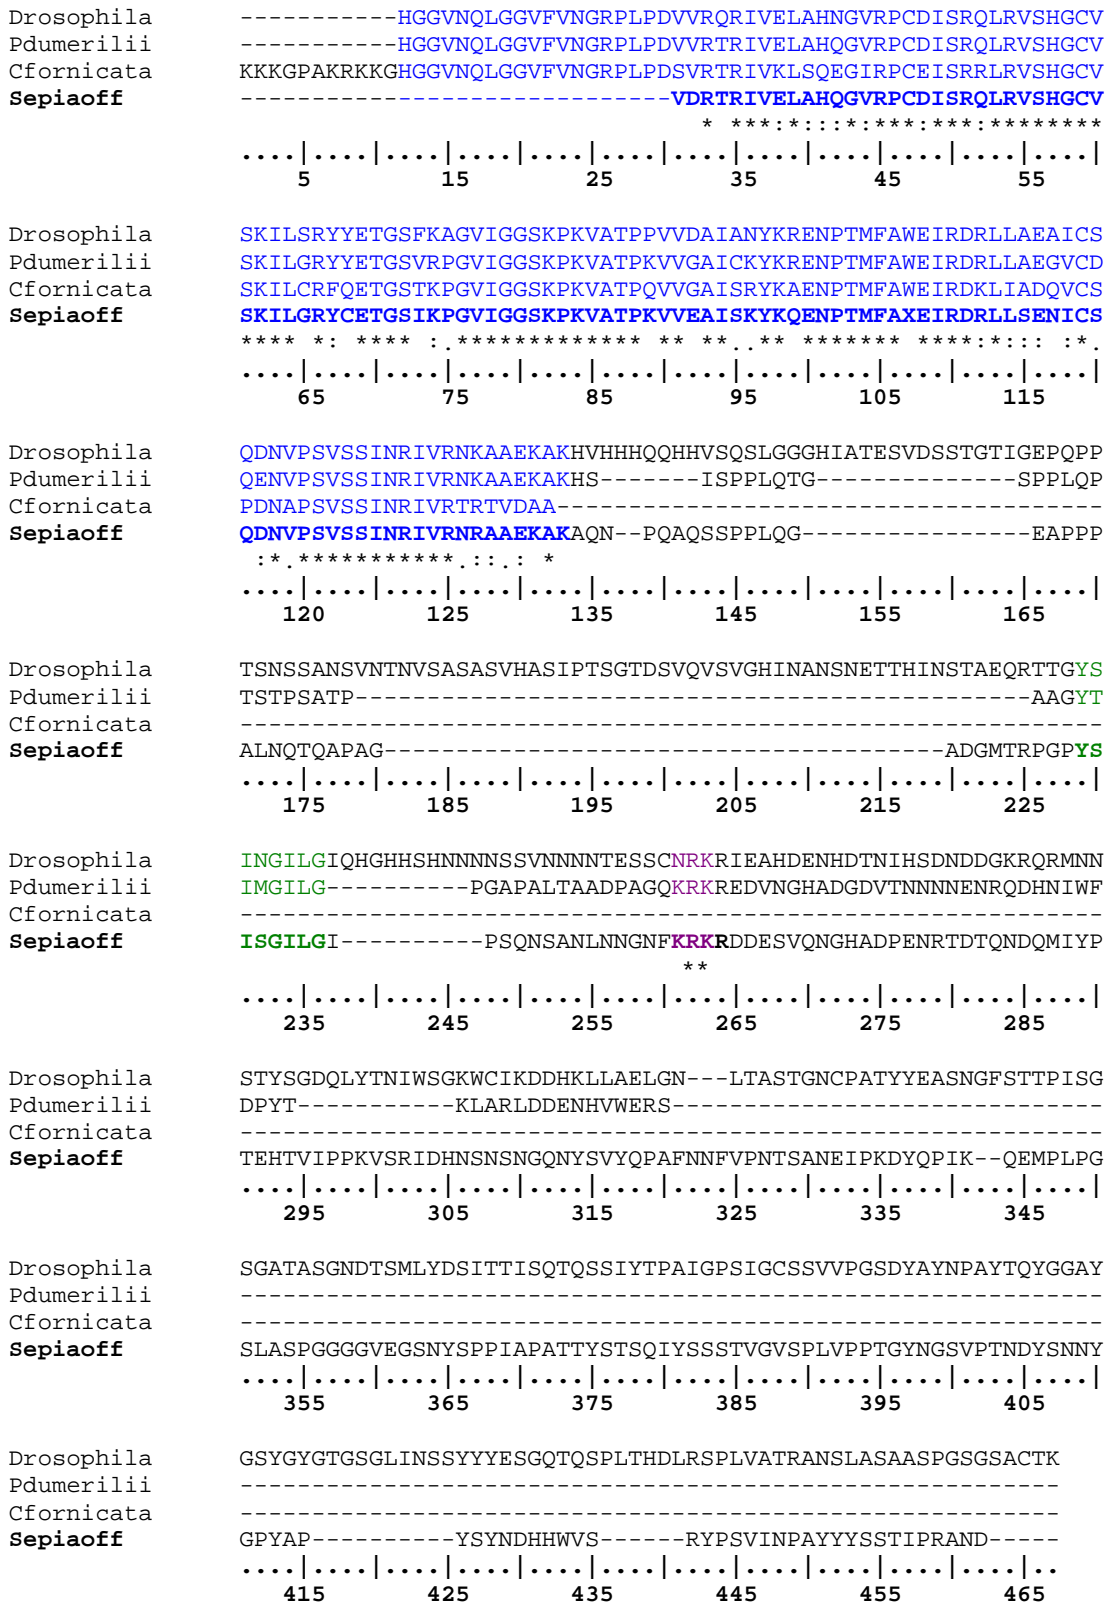 Drosophila -----------HGGVNQLGGVFVNGRPLPDVVRQRIVELAHNGVRPCDISRQLRVSHGCV
Pdumerilii -----------HGGVNQLGGVFVNGRPLPDVVRTRIVELAHQGVRPCDISRQLRVSHGCV
Cfornicata KKKGPAKRKKGHGGVNQLGGVFVNGRPLPDSVRTRIVKLSQEGIRPCEISRRLRVSHGCV
Sepiaoff ------------------------------VDRTRIVELAHQGVRPCDISRQLRVSHGCV
* ***:*:::*:***:***:********
....|....|....|....|....|....|....|....|....|....|....|....|
5 15 25 35 45 55
Drosophila SKILSRYYETGSFKAGVIGGSKPKVATPPVVDAIANYKRENPTMFAWEIRDRLLAEAICS
Pdumerilii SKILGRYYETGSVRPGVIGGSKPKVATPKVVGAICKYKRENPTMFAWEIRDRLLAEGVCD
Cfornicata SKILCRFQETGSTKPGVIGGSKPKVATPQVVGAISRYKAENPTMFAWEIRDKLIADQVCS
Sepiaoff SKILGRYCETGSIKPGVIGGSKPKVATPKVVEAISKYKQENPTMFAXEIRDRLLSENICS
**** *: **** :.************* ** **..** ******* ****:*::: :*.
....|....|....|....|....|....|....|....|....|....|....|....|
65 75 85 95 105 115
Drosophila QDNVPSVSSINRIVRNKAAEKAKHVHHHQQHHVSQSLGGGHIATESVDSSTGTIGEPQPP
Pdumerilii QENVPSVSSINRIVRNKAAEKAKHS-------ISPPLQTG--------------SPPLQP
Cfornicata PDNAPSVSSINRIVRTRTVDAA--------------------------------------
Sepiaoff QDNVPSVSSINRIVRNRAAEKAKAQN--PQAQSSPPLQG----------------EAPPP
:*.***********.::.: *
....|....|....|....|....|....|....|....|....|....|....|....|
120 125 135 145 155 165
Drosophila TSNSSANSVNTNVSASASVHASIPTSGTDSVQVSVGHINANSNETTHINSTAEQRTTGYS
Pdumerilii TSTPSATP-----------------------------------------------AAGYT
Cfornicata ------------------------------------------------------------
Sepiaoff ALNQTQAPAG---------------------------------------ADGMTRPGPYS
....|....|....|....|....|....|....|....|....|....|....|....|
175 185 195 205 215 225
Drosophila INGILGIQHGHHSHNNNNSSVNNNNTESSCNRKRIEAHDENHDTNIHSDNDDGKRQRMNN
Pdumerilii IMGILG----------PGAPALTAADPAGQKRKREDVNGHADGDVTNNNNENRQDHNIWF
Cfornicata ------------------------------------------------------------
Sepiaoff ISGILGI----------PSQNSANLNNGNFKRKRDDESVQNGHADPENRTDTQNDQMIYP
**
....|....|....|....|....|....|....|....|....|....|....|....|
235 245 255 265 275 285
Drosophila STYSGDQLYTNIWSGKWCIKDDHKLLAELGN---LTASTGNCPATYYEASNGFSTTPISG
Pdumerilii DPYT-----------KLARLDDENHVWERS------------------------------
Cfornicata ------------------------------------------------------------
Sepiaoff TEHTVIPPKVSRIDHNSNSNGQNYSVYQPAFNNFVPNTSANEIPKDYQPIK--QEMPLPG
....|....|....|....|....|....|....|....|....|....|....|....|
295 305 315 325 335 345
Drosophila SGATASGNDTSMLYDSITTISQTQSSIYTPAIGPSIGCSSVVPGSDYAYNPAYTQYGGAY
Pdumerilii ------------------------------------------------------------
Cfornicata ------------------------------------------------------------
Sepiaoff SLASPGGGGVEGSNYSPPIAPATTYSTSQIYSSSTVGVSPLVPPTGYNGSVPTNDYSNNY
....|....|....|....|....|....|....|....|....|....|....|....|
355 365 375 385 395 405
Drosophila GSYGYGTGSGLINSSYYYESGQTQSPLTHDLRSPLVATRANSLASAASPGSGSACTK
Pdumerilii ---------------------------------------------------------
Cfornicata ---------------------------------------------------------
Sepiaoff GPYAP----------YSYNDHHWVS------RYPSVINPAYYYSSTIPRAND-----
....|....|....|....|....|....|....|....|....|....|....|..
415 425 435 445 455 465